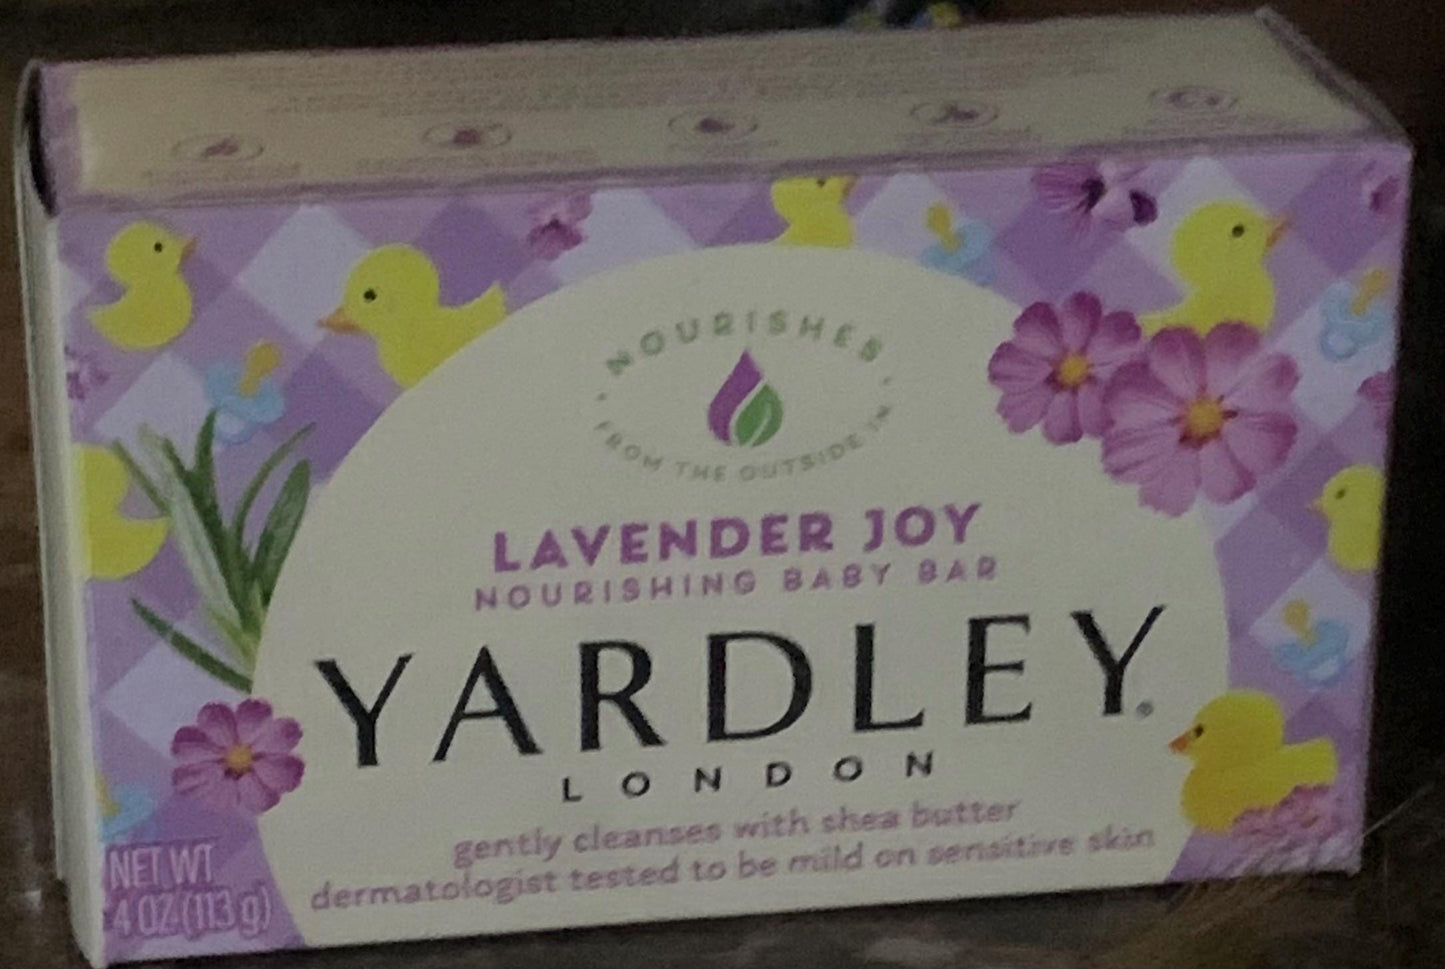 NOURISHES
• FROM THE OUTSIDE IN •
LAVENDER JOY
NOURISHING BABY BAR
YARDLEY®
LONDON
gently cleanses with shea butter
dermatologist tested to be mild on sensitive skin
NET WT
4 OZ (113 g)